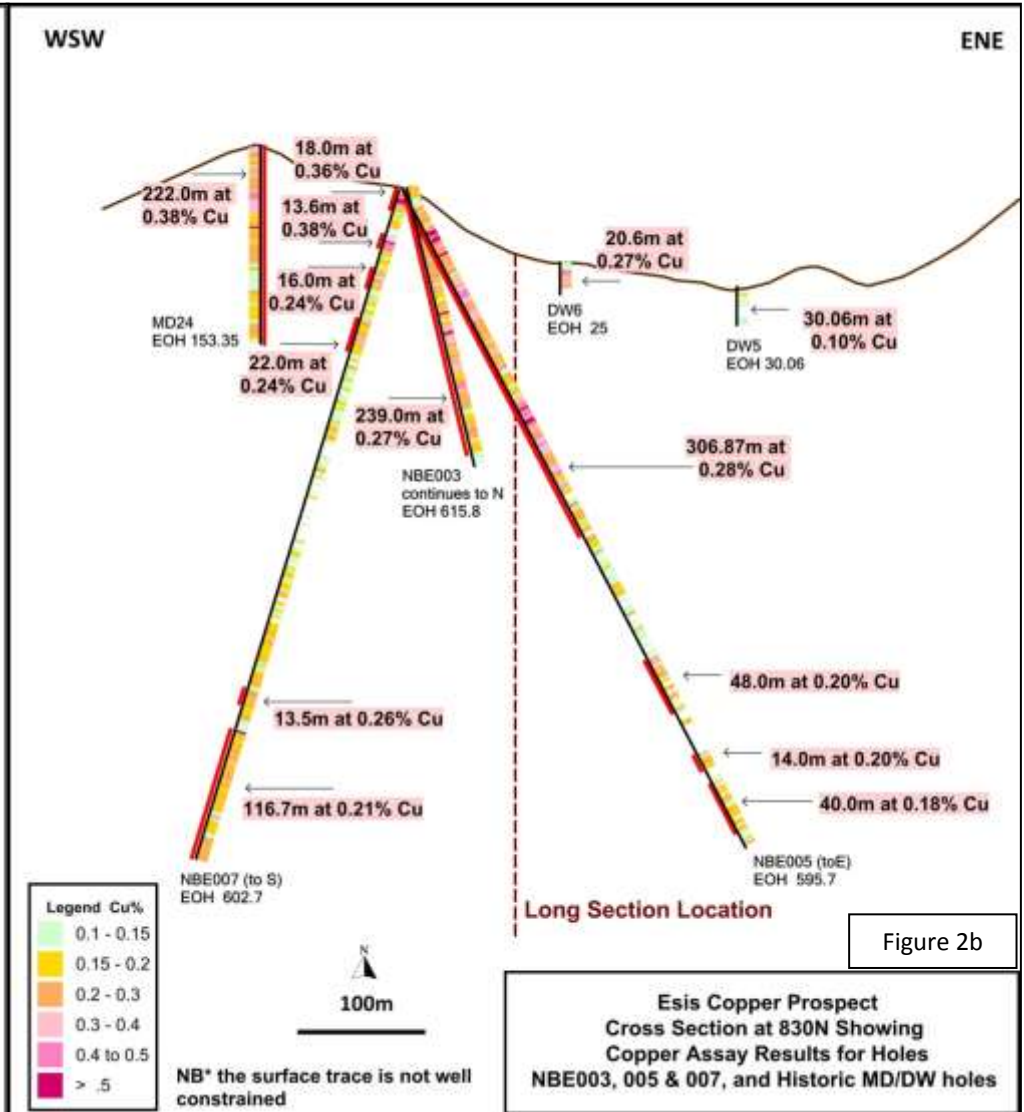 WSW
ENE
18.0m at
0.36% Cu
222.0m at
0.38% Cu
13.6m at
0.38% Cu
20.6m at
0.27% Cu
16.0m at
0.24% Cu
MD24
EOH 153.35
DW6
EOH 25
30.06m at
0.10% Cu
DW5
EOH 30.06
22.0m at
0.24% Cu
239.0m at
0.27% Cu
306.87m at
0.28% Cu
NBE003
continues to N
EOH 615.8
48.0m at 0.20% Cu
13.5m at 0.26% Cu
14.0m at 0.20% Cu
40.0m at 0.18% Cu
116.7m at 0.21% Cu
NBE007 (to S)
EOH 602.7
NBE005 (toE)
EOH 595.7
Long Section Location
Legend Cu%
0.1 - 0.15
0.15 - 0.2
0.2 - 0.3
0.3 - 0.4
0.4 to 0.5
> .5
N
100m
NB* the surface trace is not well
constrained
Figure 2b
Esis Copper Prospect
Cross Section at 830N Showing
Copper Assay Results for Holes
NBE003, 005 & 007, and Historic MD/DW holes